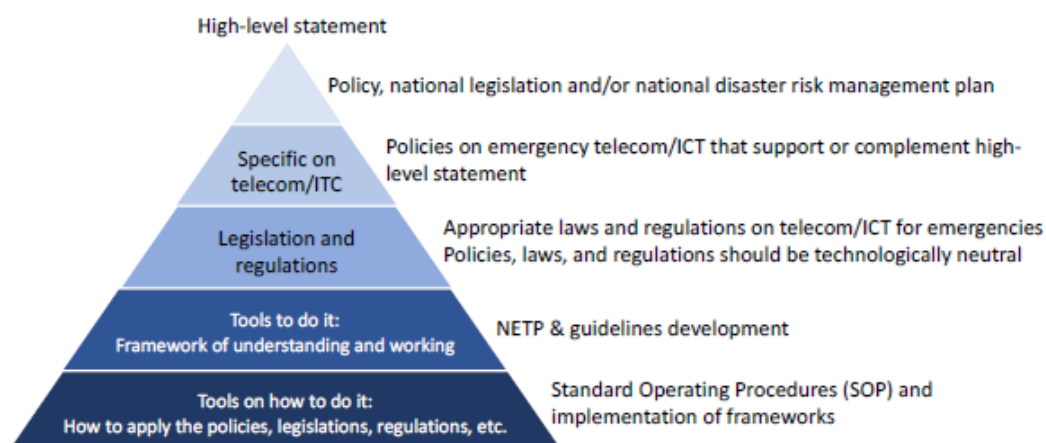 High-level statement
Policy, national legislation and/or national disaster risk management plan
Specific on
telecom/ITC
Policies on emergency telecom/ICT that support or complement high-
level statement
Legislation and
regulations
Appropriate laws and regulations on telecom/ICT for emergencies
Policies, laws, and regulations should be technologically neutral
Tools to do it:
Framework of understanding and working
NETP & guidelines development
Tools on how to do it:
How to apply the policies, legislations, regulations, etc.
Standard Operating Procedures (SOP) and
implementation of frameworks